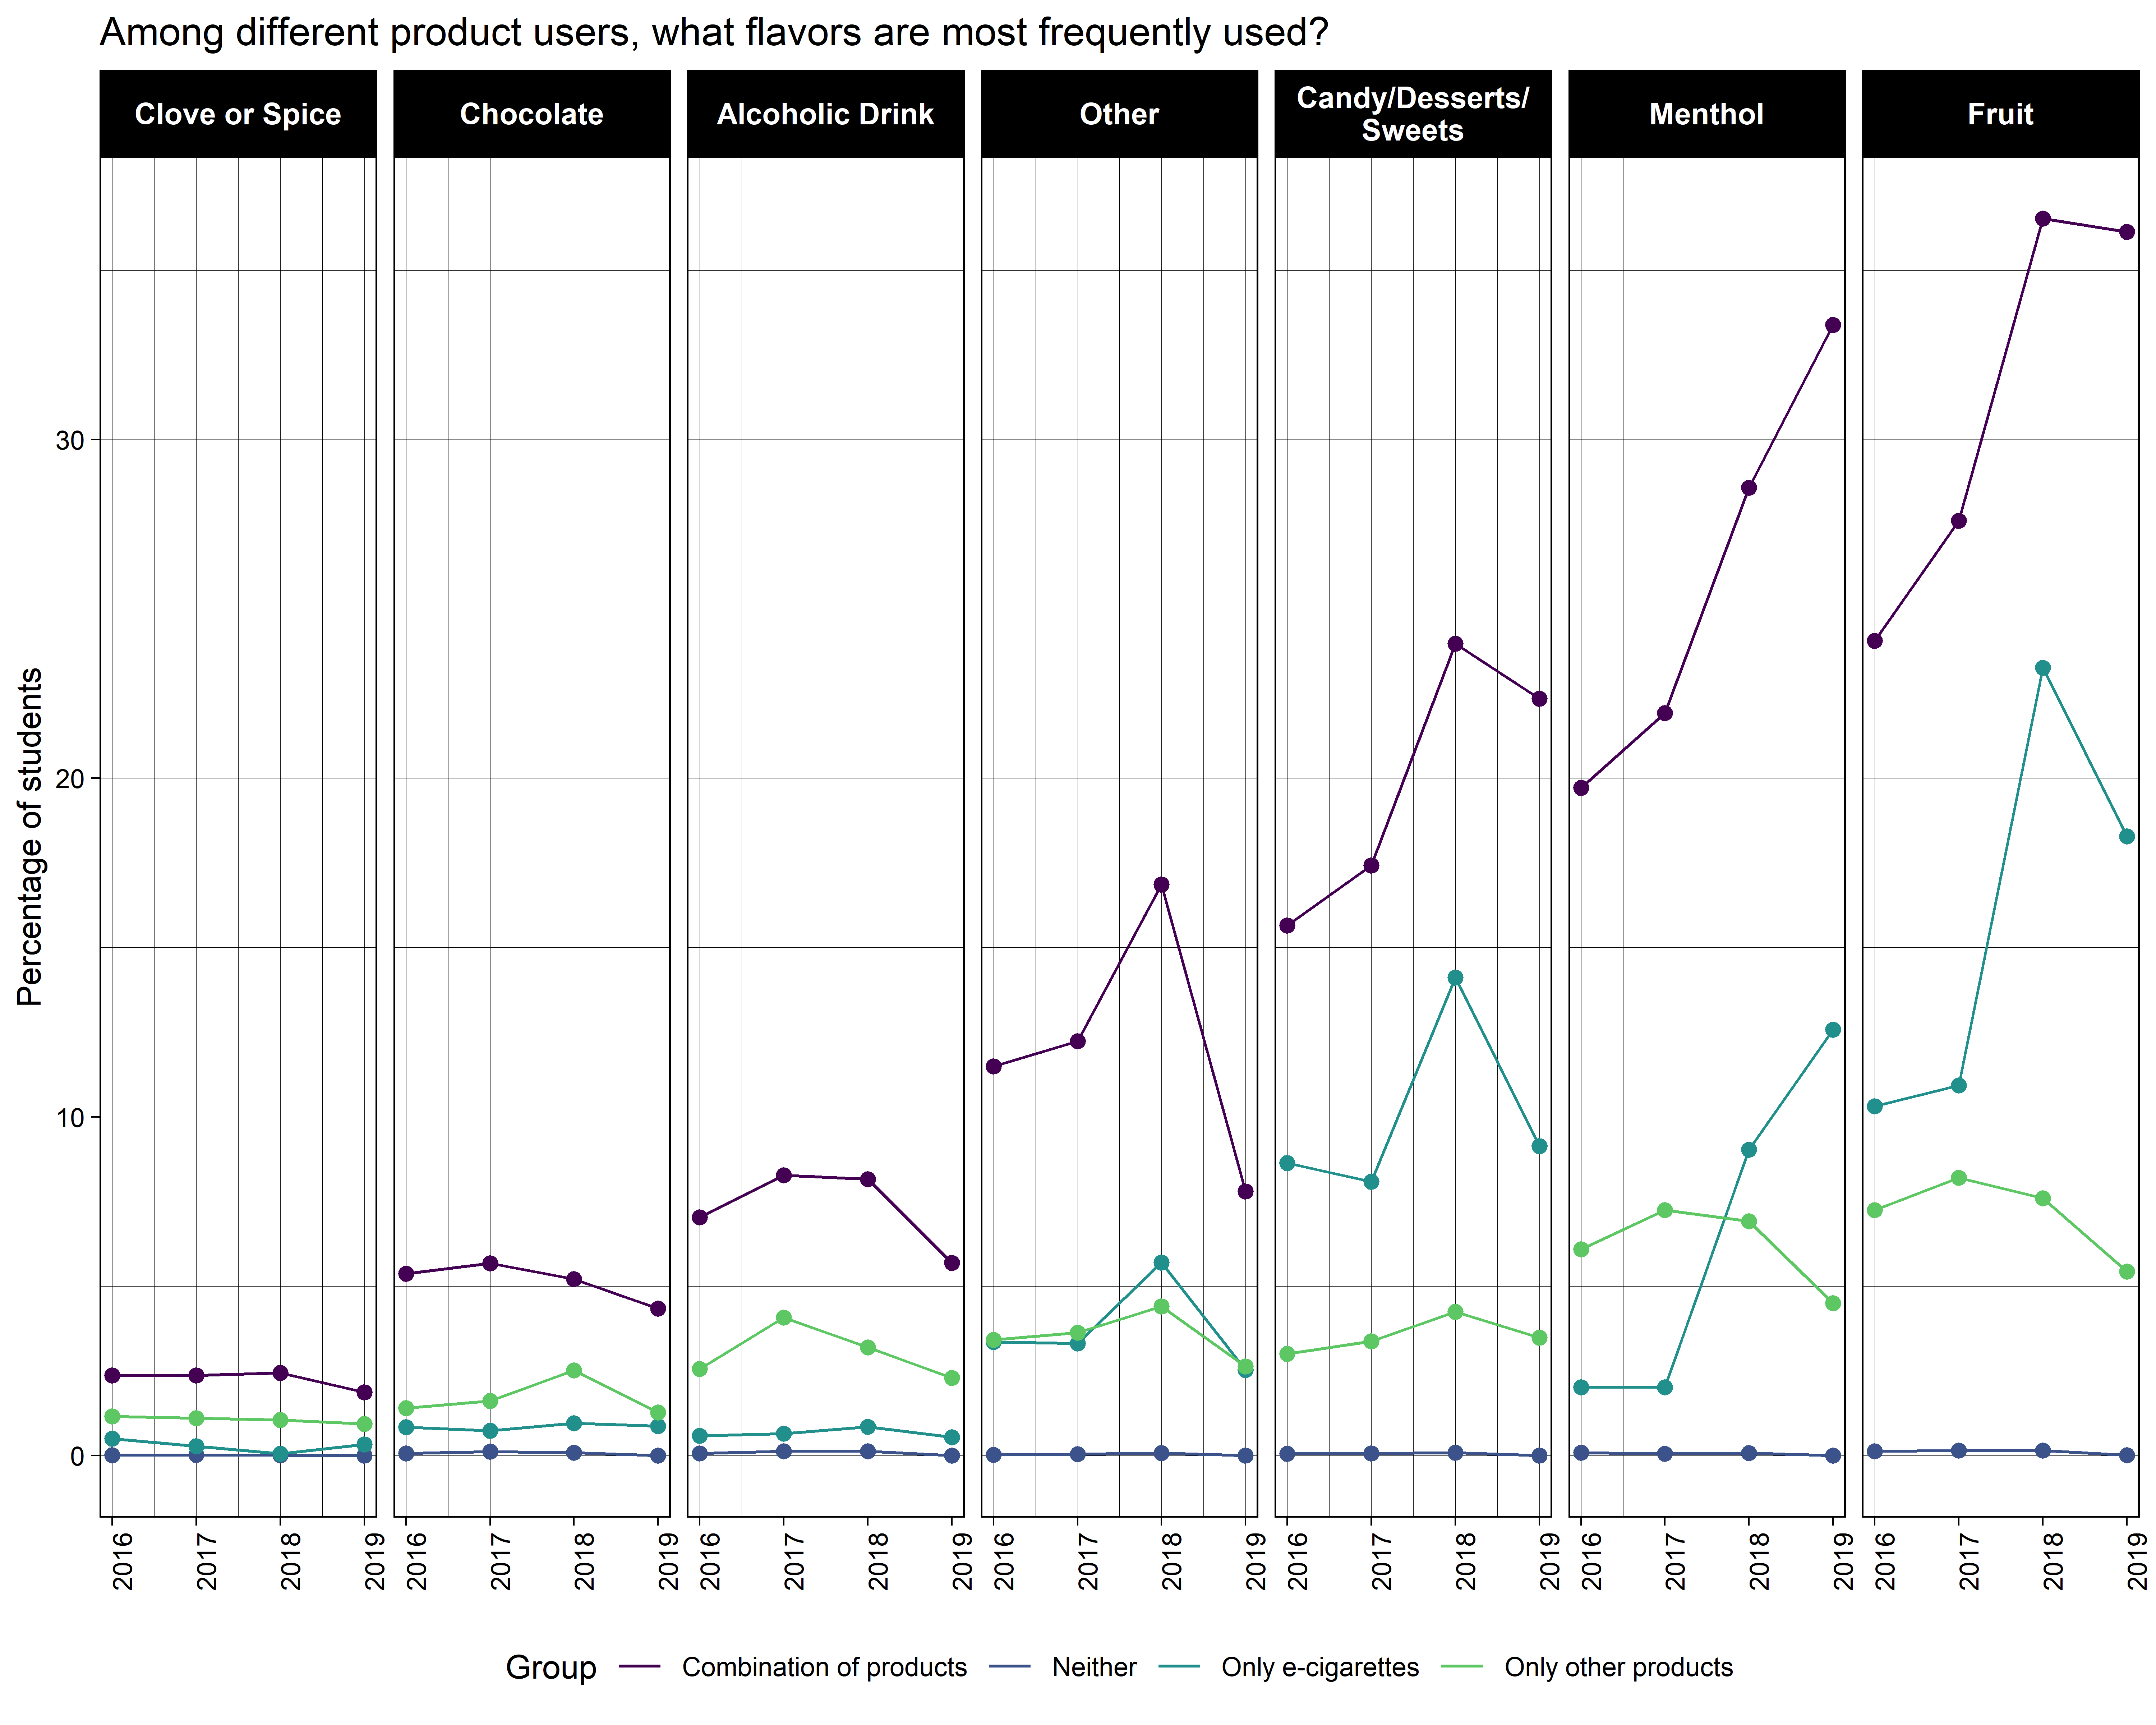 Among different product users, what flavors are most frequently used?
Clove or Spice
Chocolate
Alcoholic Drink
Other
Candy/Desserts/
Sweets
Menthol
Fruit
Percentage of students
30
20
10
0
2016 2017 2018 2019
2016 2017 2018 2019
2016 2017 2018 2019
2016 2017 2018 2019
2016 2017 2018 2019
2016 2017 2018 2019
2016 2017 2018 2019
Group Combination of products Neither Only e-cigarettes Only other products